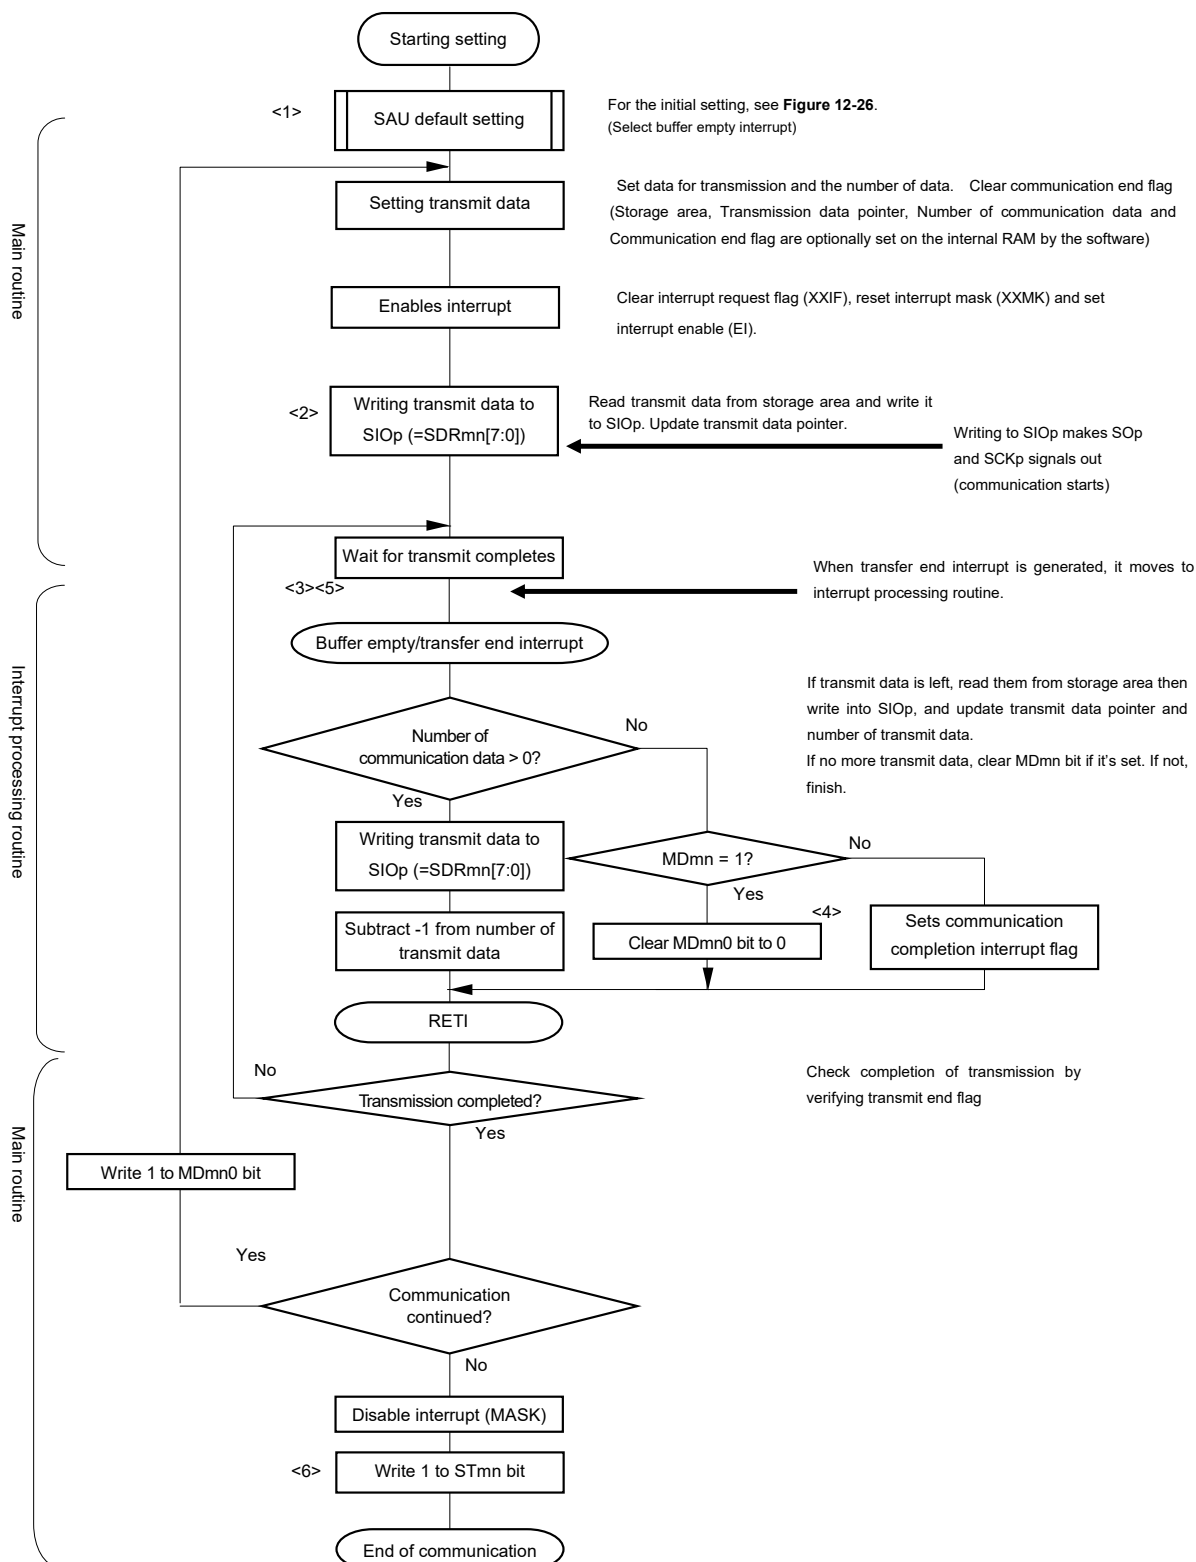 Starting setting
<1>
SAU default setting
For the initial setting, see Figure 12-26.
(Select buffer empty interrupt)
Main routine
Setting transmit data
Set data for transmission and the number of data. Clear communication end flag
(Storage area, Transmission data pointer, Number of communication data and
Communication end flag are optionally set on the internal RAM by the software)
Enables interrupt
Clear interrupt request flag (XXIF), reset interrupt mask (XXMK) and set
interrupt enable (EI).
<2>
Writing transmit data to
SIOp (=SDRmn[7:0])
Read transmit data from storage area and write it
to SIOp. Update transmit data pointer.
Writing to SIOp makes SOp
and SCKp signals out
(communication starts)
Wait for transmit completes
<3><5>
When transfer end interrupt is generated, it moves to
interrupt processing routine.
Interrupt processing routine
Buffer empty/transfer end interrupt
If transmit data is left, read them from storage area then
write into SIOp, and update transmit data pointer and
number of transmit data.
If no more transmit data, clear MDmn bit if it's set. If not,
finish.
Number of
communication data > 0?
No
Yes
Writing transmit data to
SIOp (=SDRmn[7:0])
MDmn = 1?
No
Yes
<4>
Subtract -1 from number of
transmit data
Clear MDmn0 bit to 0
Sets communication
completion interrupt flag
RETI
Main routine
No
Transmission completed?
Yes
Check completion of transmission by
verifying transmit end flag
Write 1 to MDmn0 bit
Yes
Communication
continued?
No
Disable interrupt (MASK)
<6>
Write 1 to STmn bit
End of communication